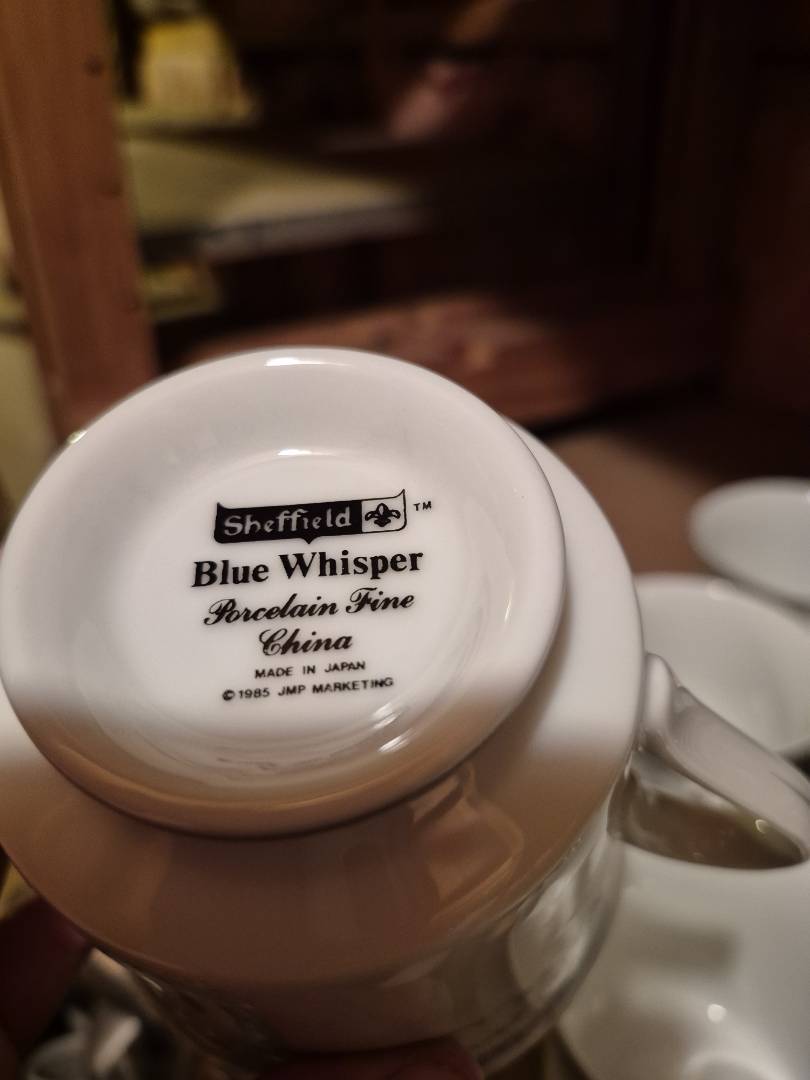 Sheffield ™
Blue Whisper
Porcelain Fine
China
MADE IN JAPAN
©1985 JMP MARKETING